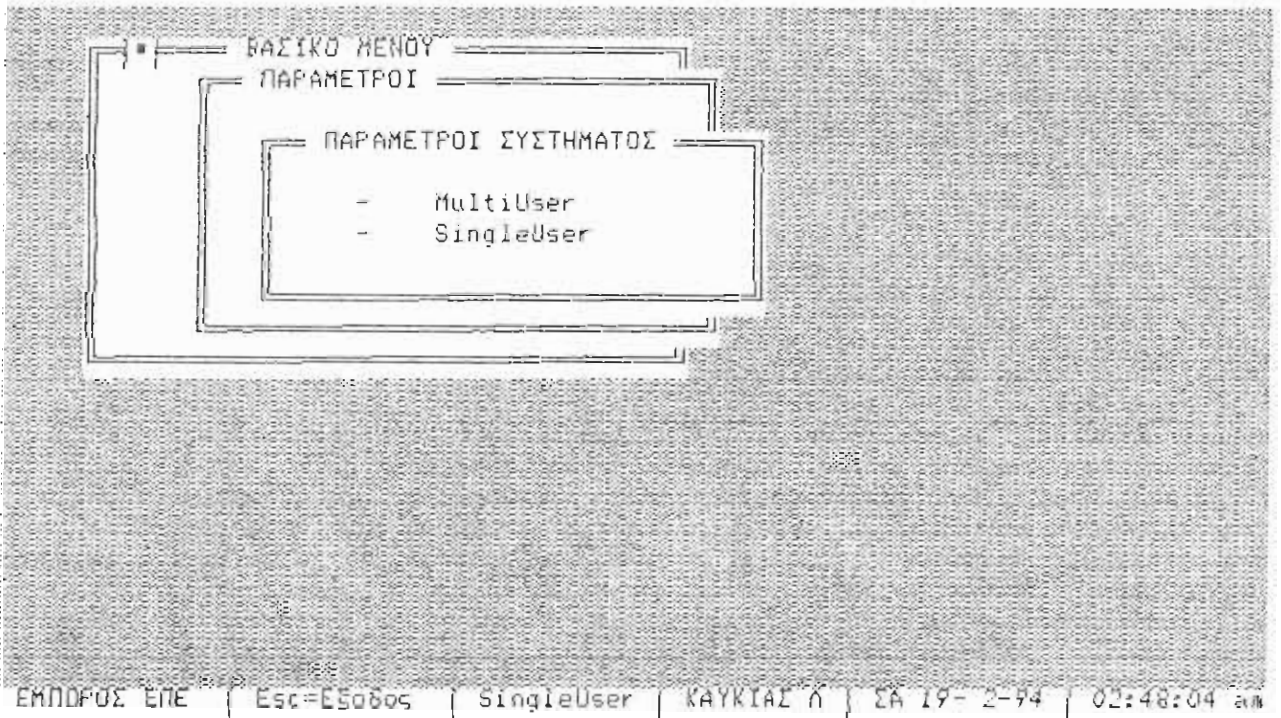 ΒΑΣΙΚΟ ΜΕΝΟΥ
ΠΑΡΑΜΕΤΡΟΙ
ΠΑΡΑΜΕΤΡΟΙ ΣΥΣΤΗΜΑΤΟΣ
- MultiUser
- SingleUser
ΕΜΠΟΡΟΣ ΕΠΕ | Esc=Εξοδος | SingleUser | ΚΑΥΚΙΑΣ Λ | ΣΑ 19- 2-94 | 02:48:04 am